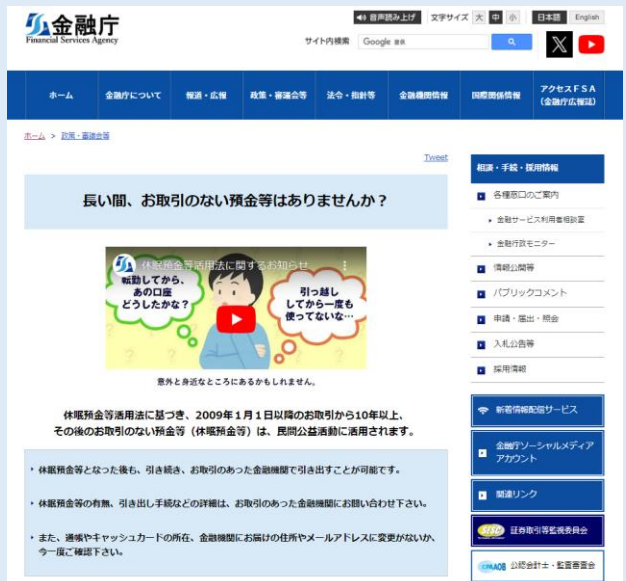 金融庁
Financial Services Agency
音声読み上げ 文字サイズ 大 中 小 日本語 English
サイト内検索 Google 提供
ホーム 金融庁について 報道・広報 政策・審議会等 法令・指針等 金融機関情報 国際関係情報 アクセスFSA
(金融庁広報誌)
ホーム > 政策・審議会等
Tweet
長い間、お取引のない預金等はありませんか？
休眠預金等活用法に関するお知らせ
転勤してから、
あの口座
どうしたかな？
引っ越し
してから一度も
使ってないな…
意外と身近なところにあるかもしれません。
休眠預金等活用法に基づき、2009年1月1日以降のお取引から10年以上、
その後のお取引のない預金等（休眠預金等）は、民間公益活動に活用されます。
休眠預金等となった後も、引き続き、お取引のあった金融機関で引き出すことが可能です。
休眠預金等の有無、引き出し手続などの詳細は、お取引のあった金融機関にお問い合わせ下さい。
また、通帳やキャッシュカードの所在、金融機関にお届けの住所やメールアドレスに変更がないか、
今一度ご確認下さい。
相談・手続・採用情報
各種窓口のご案内
金融サービス利用者相談室
金融行政モニター
情報公開等
パブリックコメント
申請・届出・照会
入札公告等
採用情報
新着情報配信サービス
金融庁ソーシャルメディア
アカウント
関連リンク
SESC 証券取引等監視委員会
CPAAOB 公認会計士・監査審査会